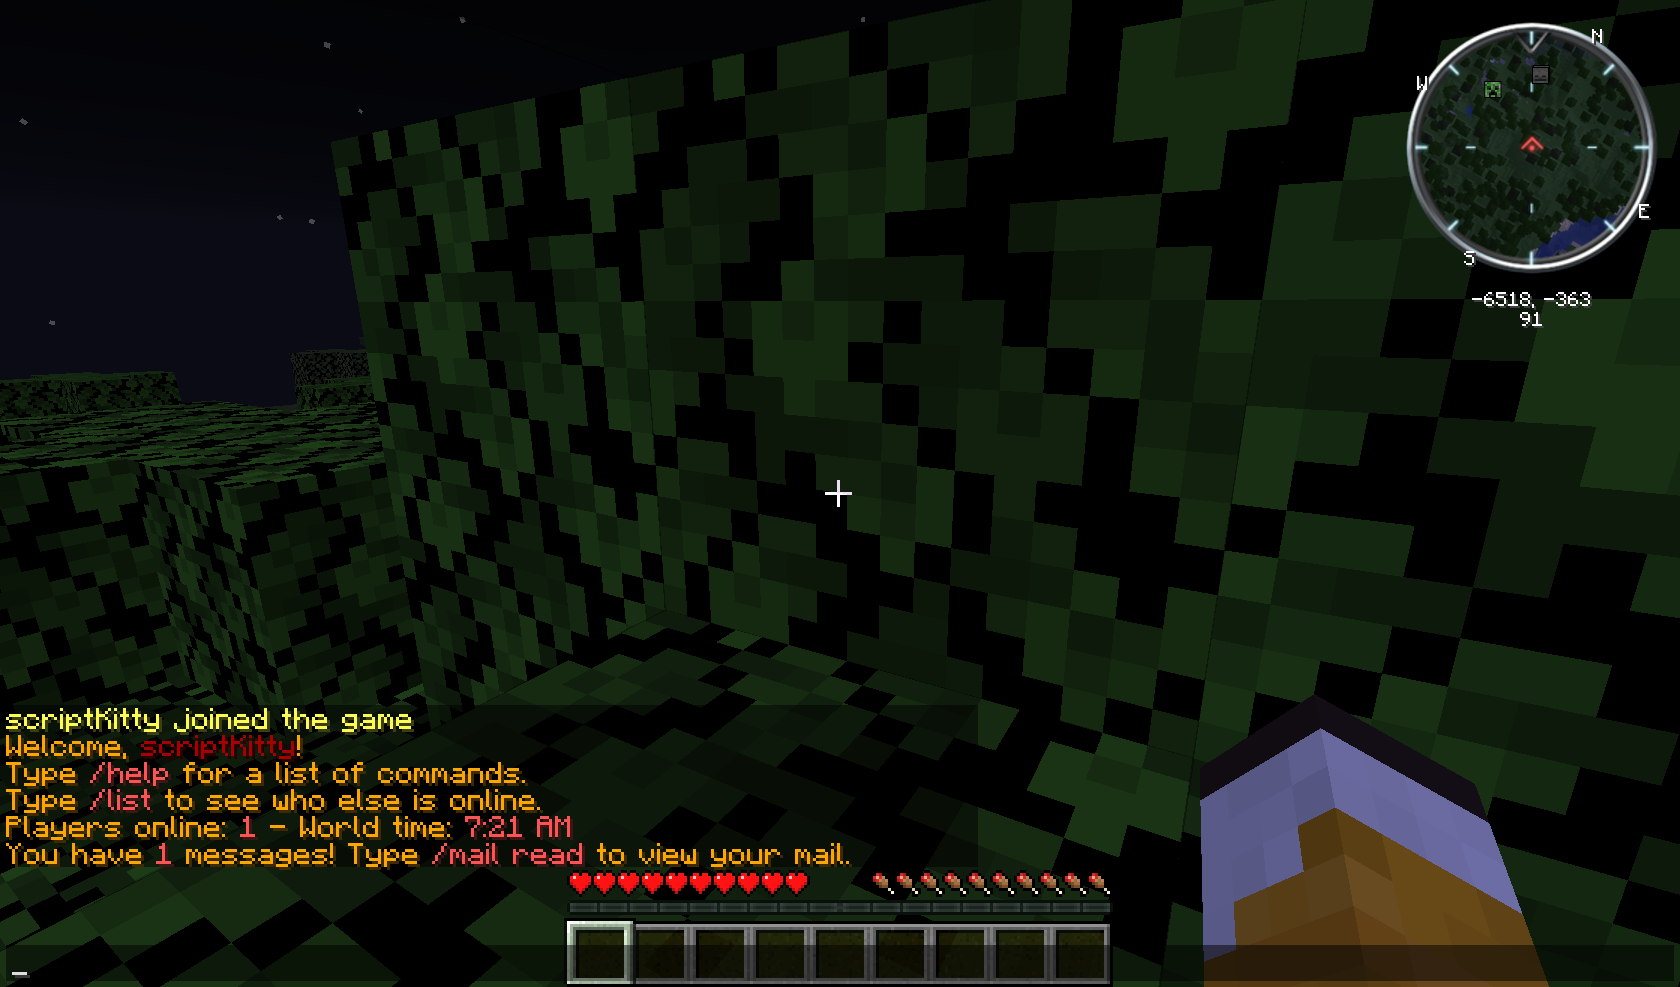 N
W
E
S
-6518, -363
91
scriptKitty joined the game
Welcome, scriptKitty!
Type /help for a list of commands.
Type /list to see who else is online.
Players online: 1 - World time: 7:21 AM
You have 1 messages! Type /mail read to view your mail.
_